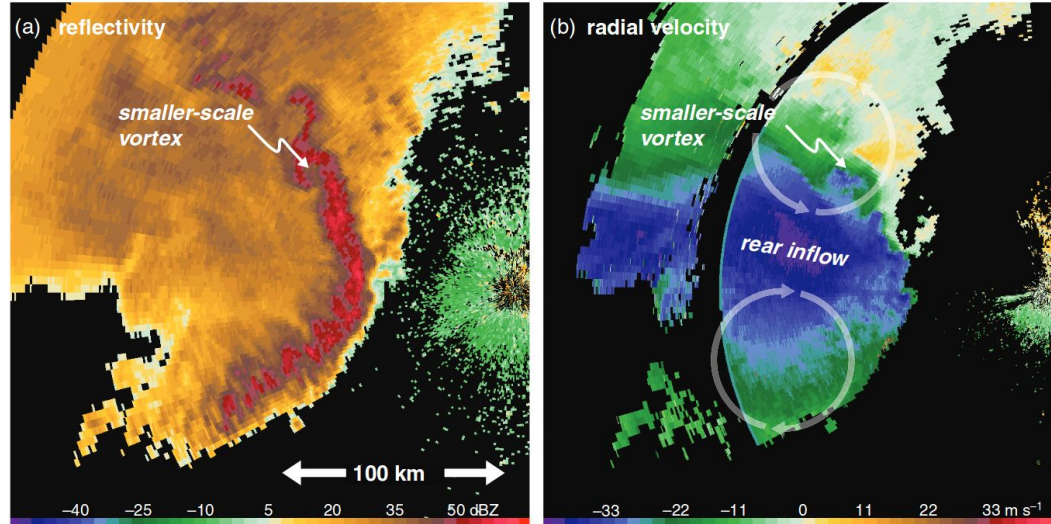 (a) reflectivity
smaller-scale
vortex
100 km
–40 –25 –10 5 20 35 50 dBZ
(b) radial velocity
smaller-scale
vortex
rear inflow
–33 –22 –11 0 11 22 33 m s⁻¹